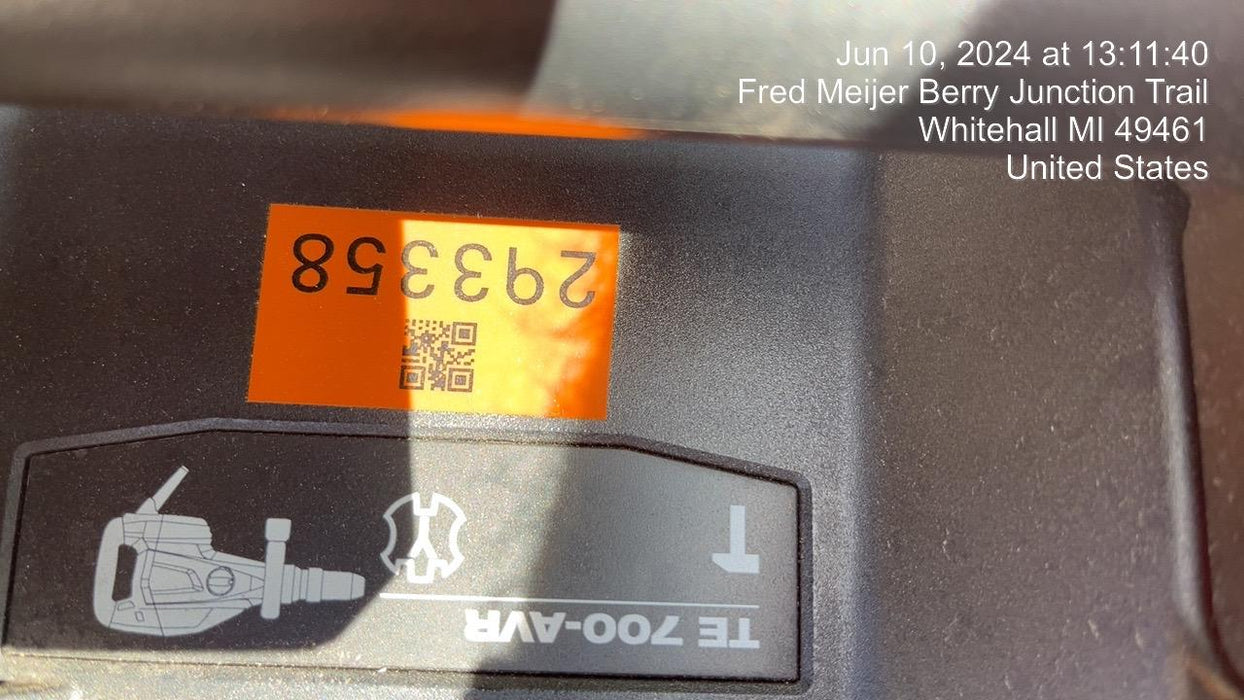 Jun 10, 2024 at 13:11:40
Fred Meijer Berry Junction Trail
Whitehall MI 49461
United States
293358
TE 700-AVR